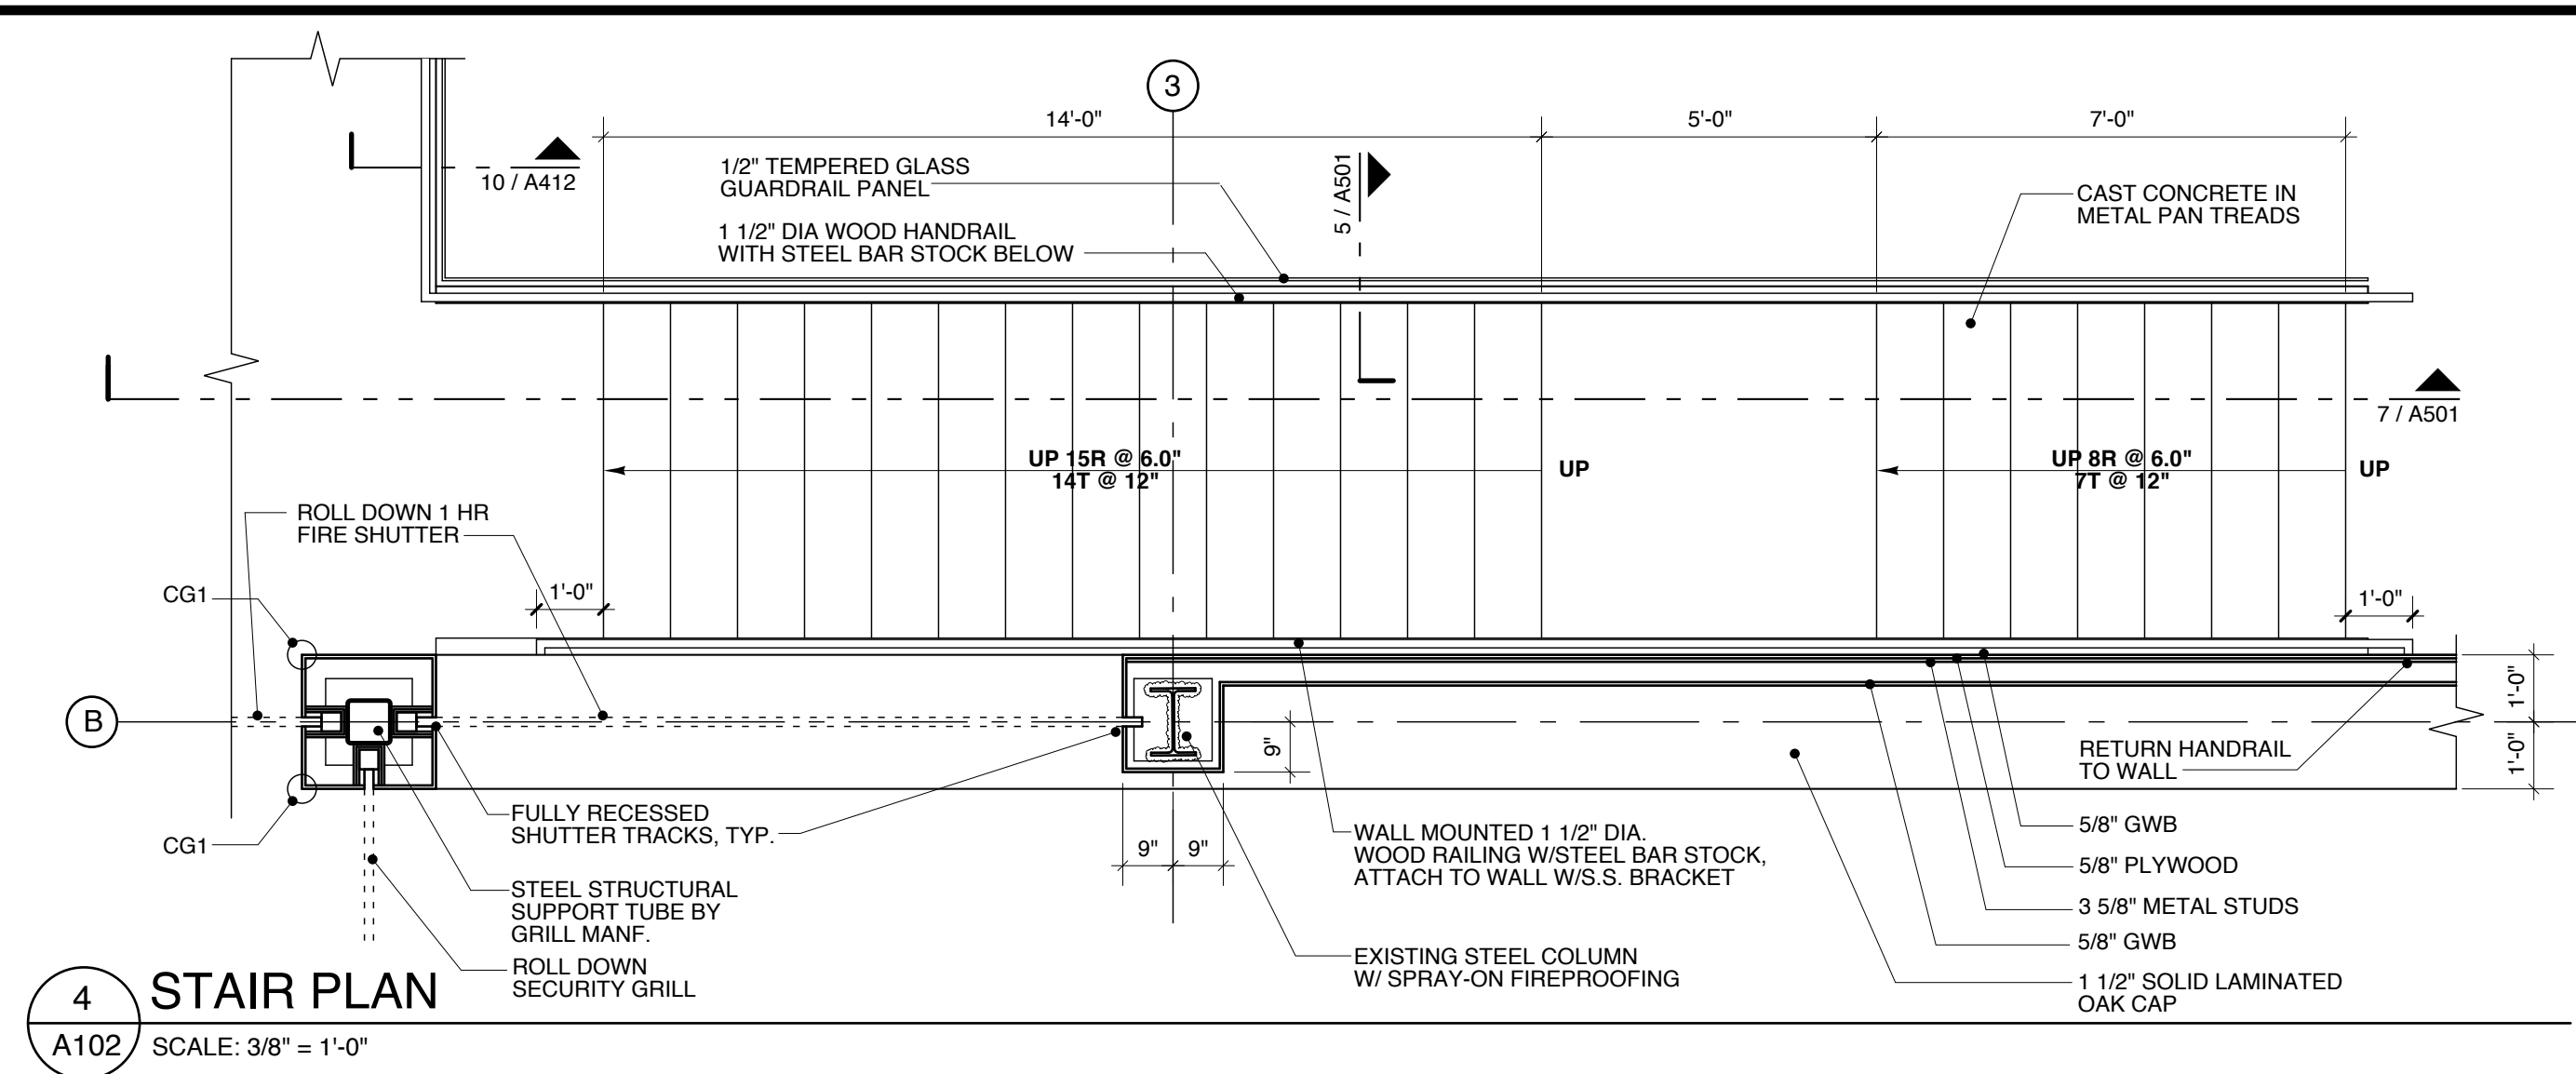 3
14'-0"
5'-0"
7'-0"
10 / A412
1/2" TEMPERED GLASS
GUARDRAIL PANEL
1 1/2" DIA WOOD HANDRAIL
WITH STEEL BAR STOCK BELOW
5 / A501
CAST CONCRETE IN
METAL PAN TREADS
7 / A501
UP 15R @ 6.0"
14T @ 12"
UP
UP 8R @ 6.0"
7T @ 12"
UP
ROLL DOWN 1 HR
FIRE SHUTTER
CG1
1'-0"
1'-0"
B
9"
1'-0"
1'-0"
RETURN HANDRAIL
TO WALL
CG1
FULLY RECESSED
SHUTTER TRACKS, TYP.
9"
9"
WALL MOUNTED 1 1/2" DIA.
WOOD RAILING W/STEEL BAR STOCK,
ATTACH TO WALL W/S.S. BRACKET
5/8" GWB
5/8" PLYWOOD
3 5/8" METAL STUDS
5/8" GWB
1 1/2" SOLID LAMINATED
OAK CAP
STEEL STRUCTURAL
SUPPORT TUBE BY
GRILL MANF.
EXISTING STEEL COLUMN
W/ SPRAY-ON FIREPROOFING
ROLL DOWN
SECURITY GRILL
4
STAIR PLAN
A102
SCALE: 3/8" = 1'-0"